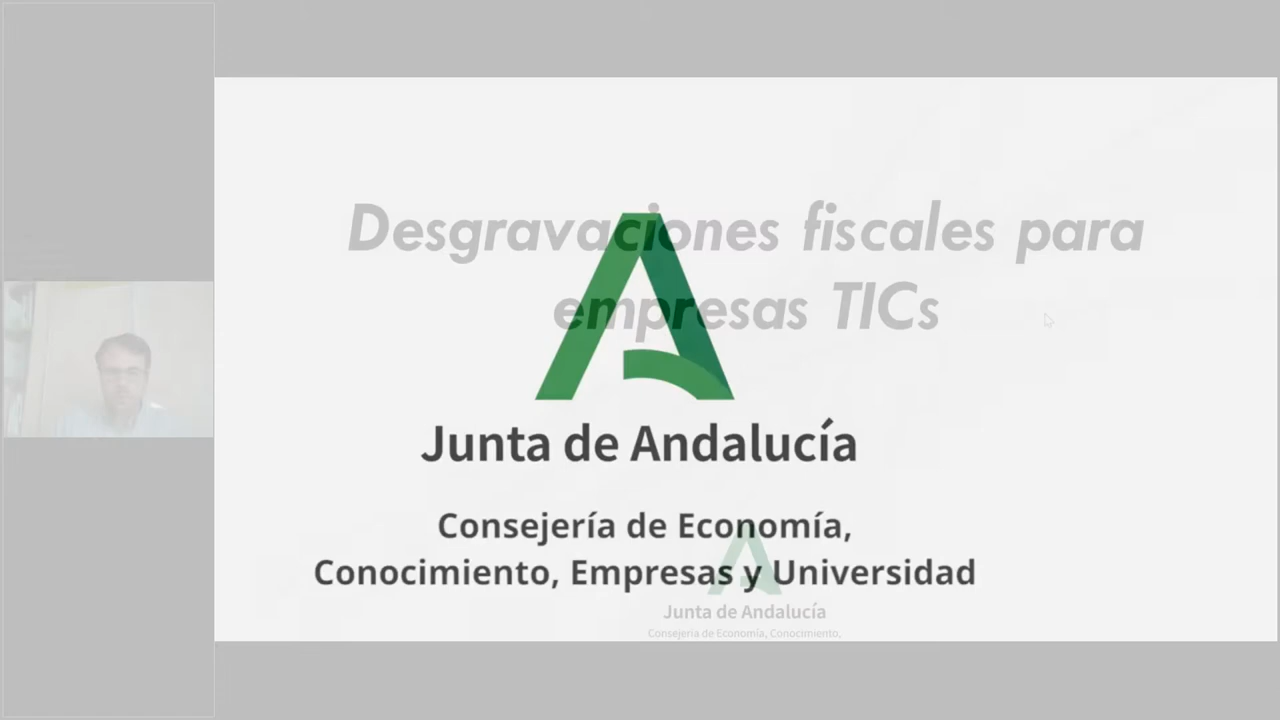 Desgravaciones fiscales para
empresas TICs
Junta de Andalucía
Consejería de Economía,
Conocimiento, Empresas y Universidad
Junta de Andalucía
Consejería de Economía, Conocimiento,